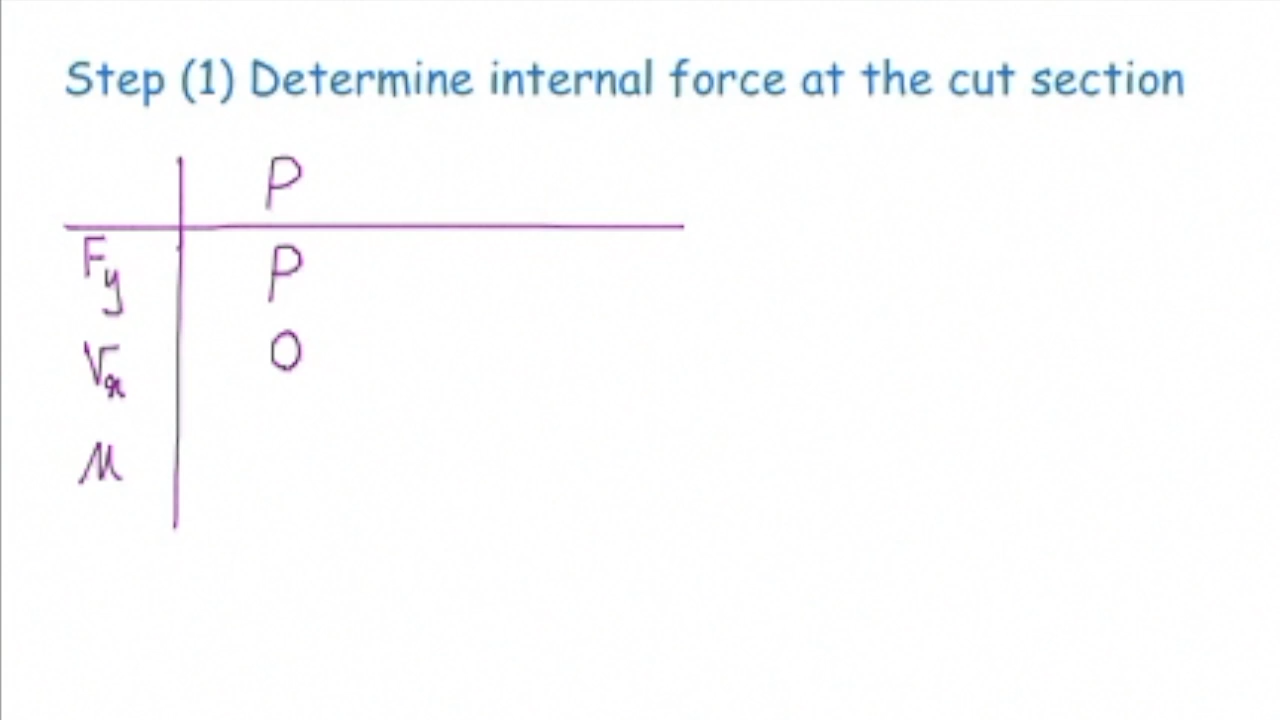 Step (1) Determine internal force at the cut section
P
Fy P
Vx 0
M